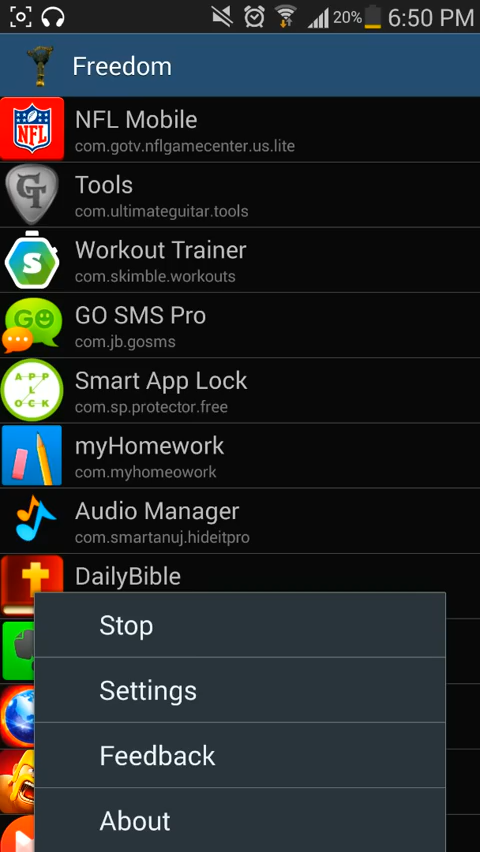 20% 6:50 PM
Freedom
NFL
NFL Mobile
com.gotv.nflgamecenter.us.lite
GT
Tools
com.ultimateguitar.tools
S
Workout Trainer
com.skimble.workouts
GO
GO SMS Pro
com.jb.gosms
APP
L
OCK
Smart App Lock
com.sp.protector.free
myHomework
com.myhomeowork
Audio Manager
com.smartanuj.hideitpro
DailyBible
Stop
Settings
Feedback
About